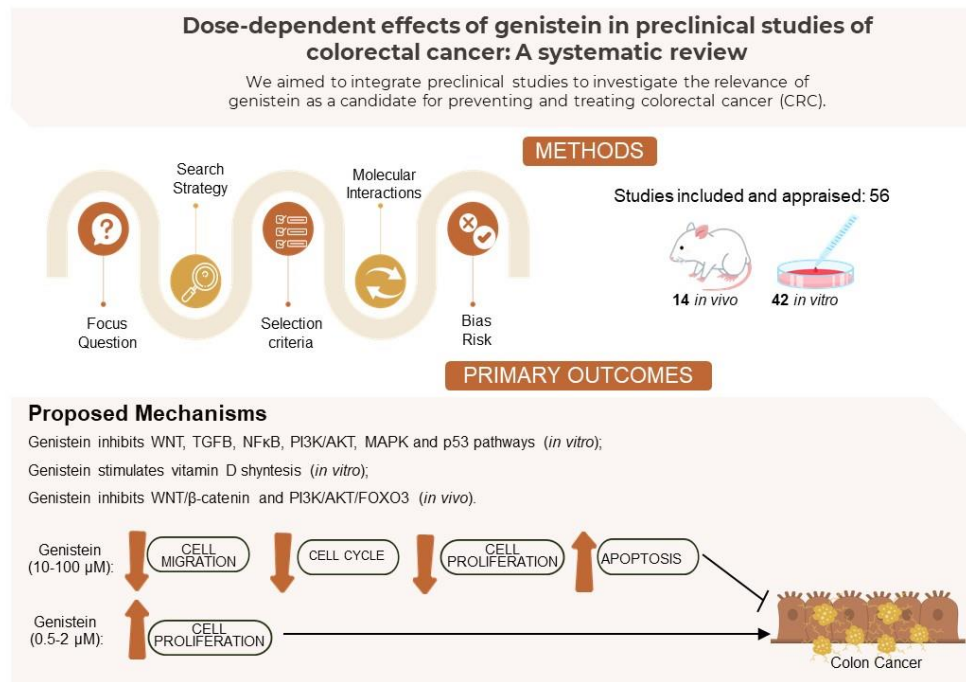 Dose-dependent effects of genistein in preclinical studies of
colorectal cancer: A systematic review
We aimed to integrate preclinical studies to investigate the relevance of
genistein as a candidate for preventing and treating colorectal cancer (CRC).
METHODS
Search
Strategy
Molecular
Interactions
Focus
Question
Selection
criteria
Bias
Risk
Studies included and appraised: 56
14 in vivo
42 in vitro
PRIMARY OUTCOMES
Proposed Mechanisms
Genistein inhibits WNT, TGFB, NFκB, PI3K/AKT, MAPK and p53 pathways (in vitro);
Genistein stimulates vitamin D shyntesis (in vitro);
Genistein inhibits WNT/β-catenin and PI3K/AKT/FOXO3 (in vivo).
Genistein
(10-100 µM):
CELL
MIGRATION
CELL CYCLE
CELL
PROLIFERATION
APOPTOSIS
Genistein
(0.5-2 µM):
CELL
PROLIFERATION
Colon Cancer